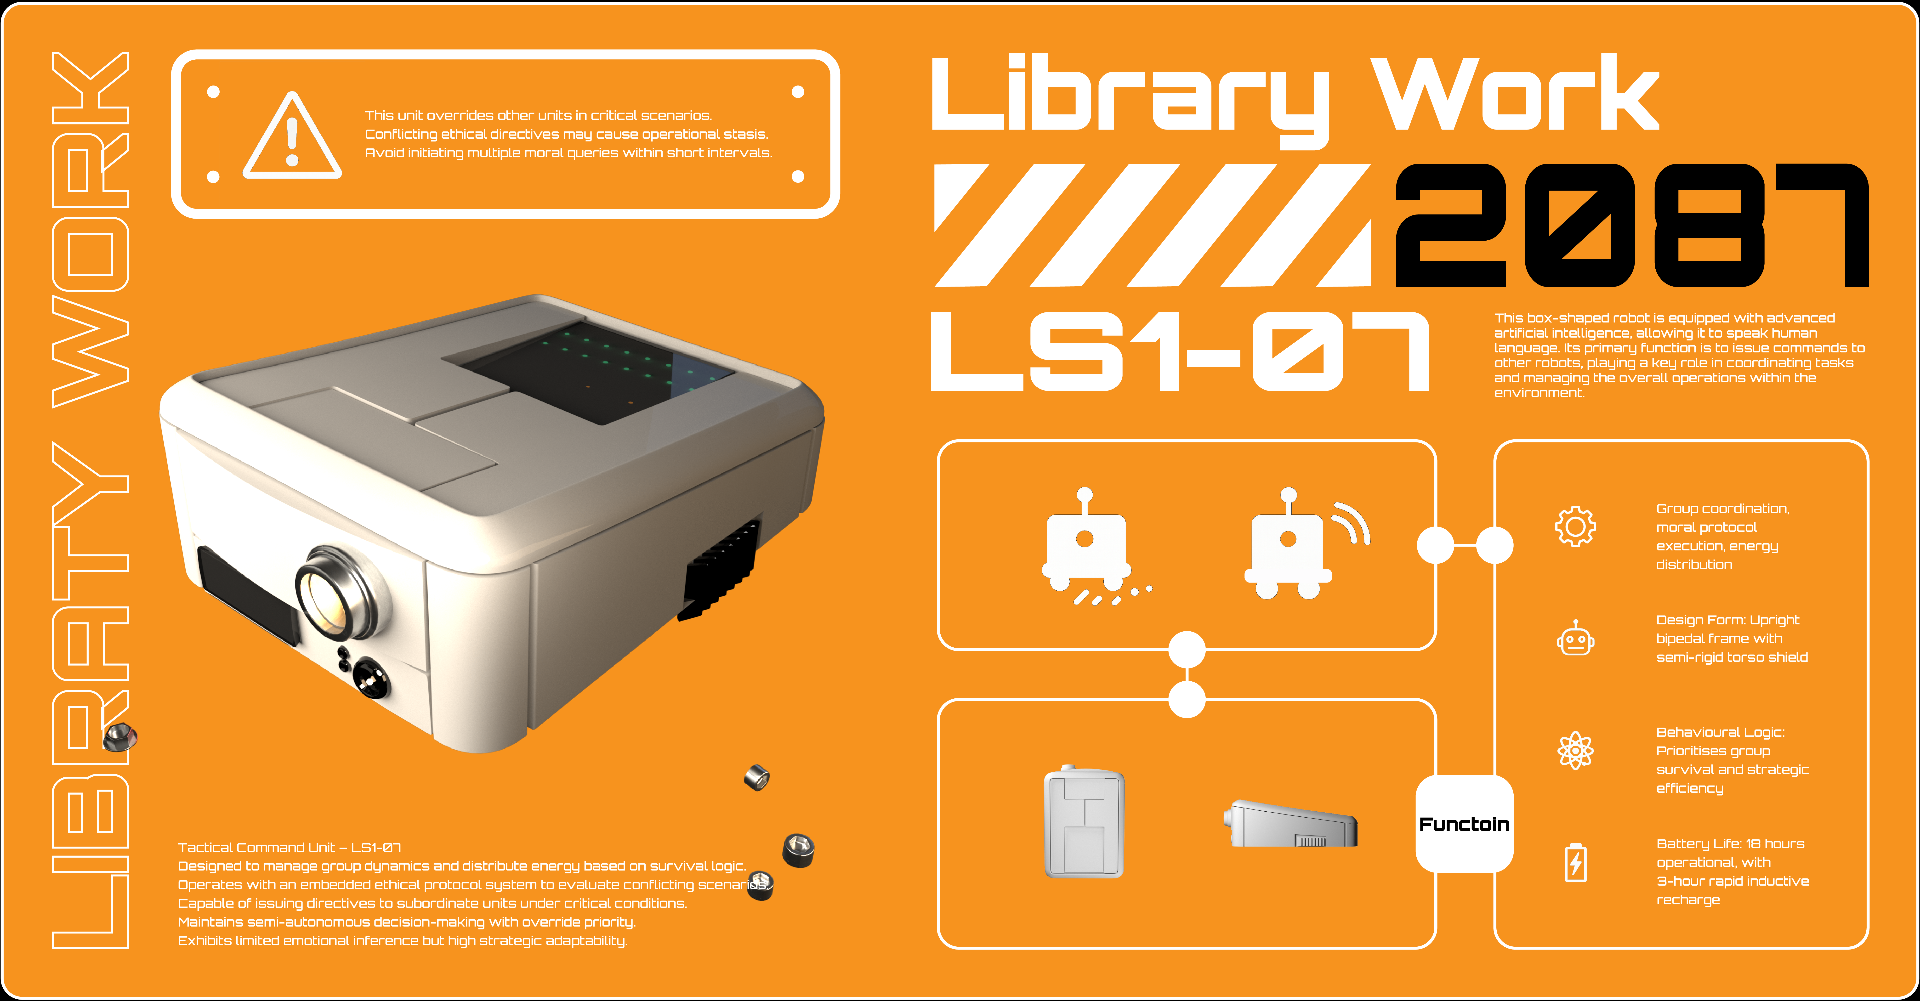 LIBRATY WORK
This unit overrides other units in critical scenarios.
Conflicting ethical directives may cause operational stasis.
Avoid initiating multiple moral queries within short intervals.
Tactical Command Unit – LS1-07
Designed to manage group dynamics and distribute energy based on survival logic.
Operates with an embedded ethical protocol system to evaluate conflicting scenarios.
Capable of issuing directives to subordinate units under critical conditions.
Maintains semi-autonomous decision-making with override priority.
Exhibits limited emotional inference but high strategic adaptability.
Library Work
2087
LS1-07
This box-shaped robot is equipped with advanced
artificial intelligence, allowing it to speak human
language. Its primary function is to issue commands to
other robots, playing a key role in coordinating tasks
and managing the overall operations within the
environment.
Group coordination,
moral protocol
execution, energy
distribution
Design Form: Upright
bipedal frame with
semi-rigid torso shield
Behavioural Logic:
Prioritises group
survival and strategic
efficiency
Battery Life: 18 hours
operational, with
3-hour rapid inductive
recharge
Functoin